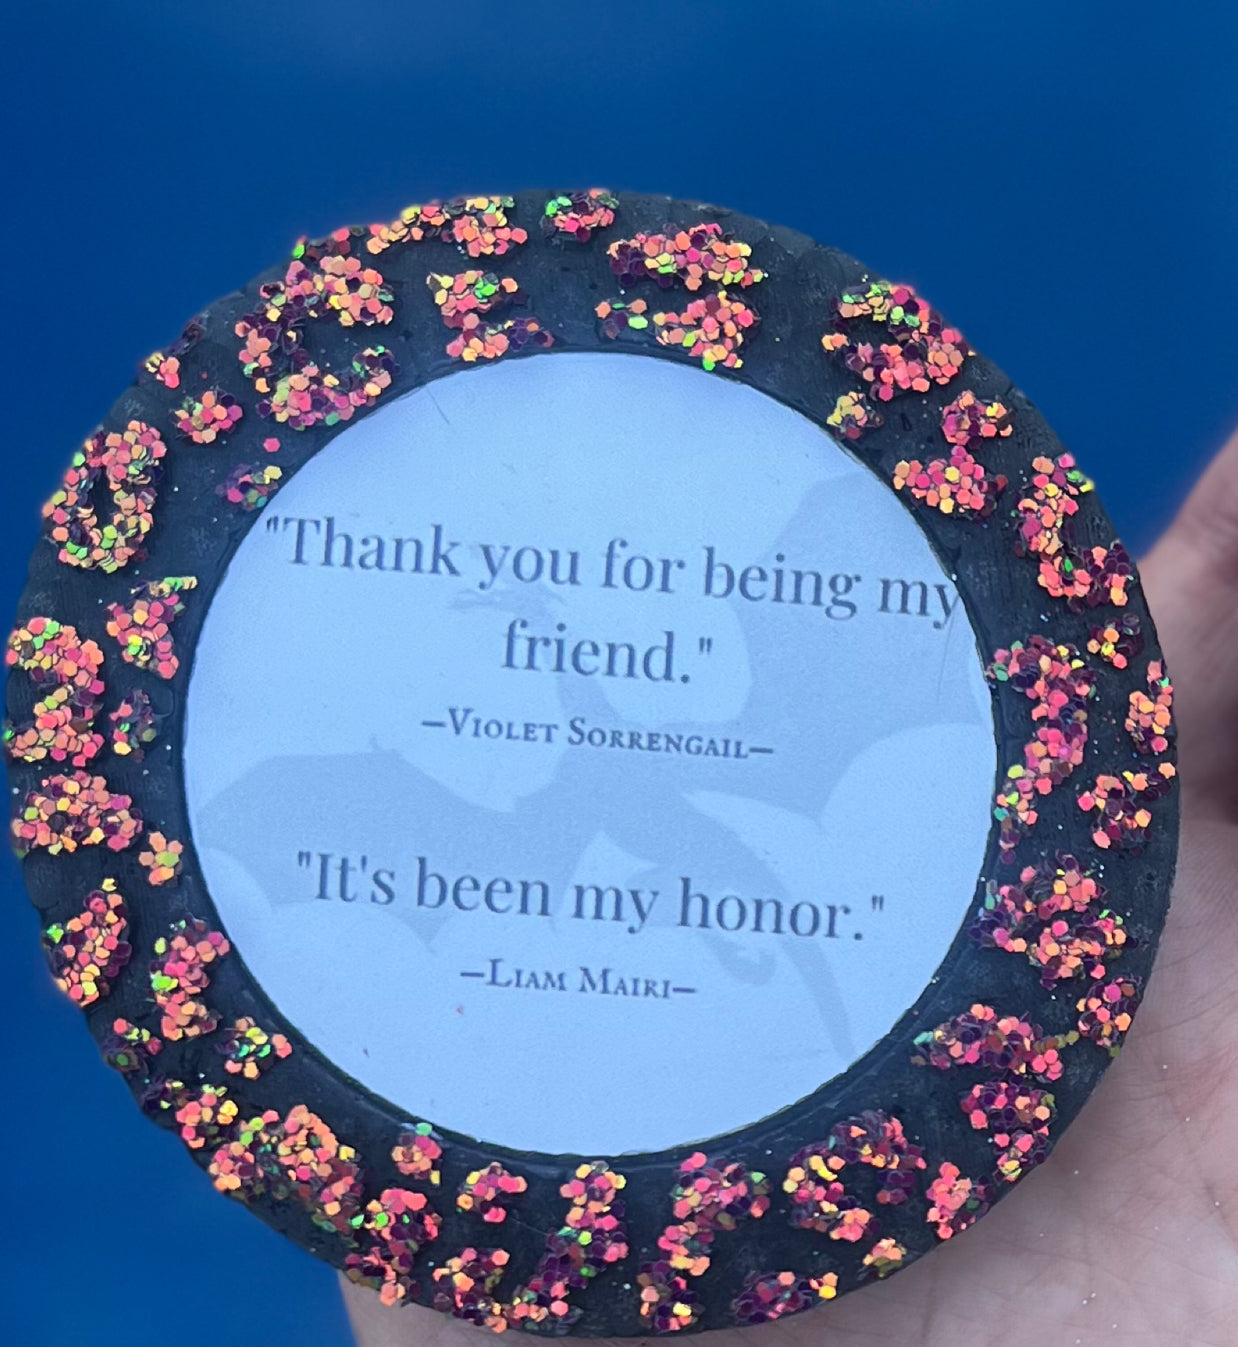 "Thank you for being my
friend."
—Violet Sorrengail—
"It's been my honor."
—Liam Mairi—